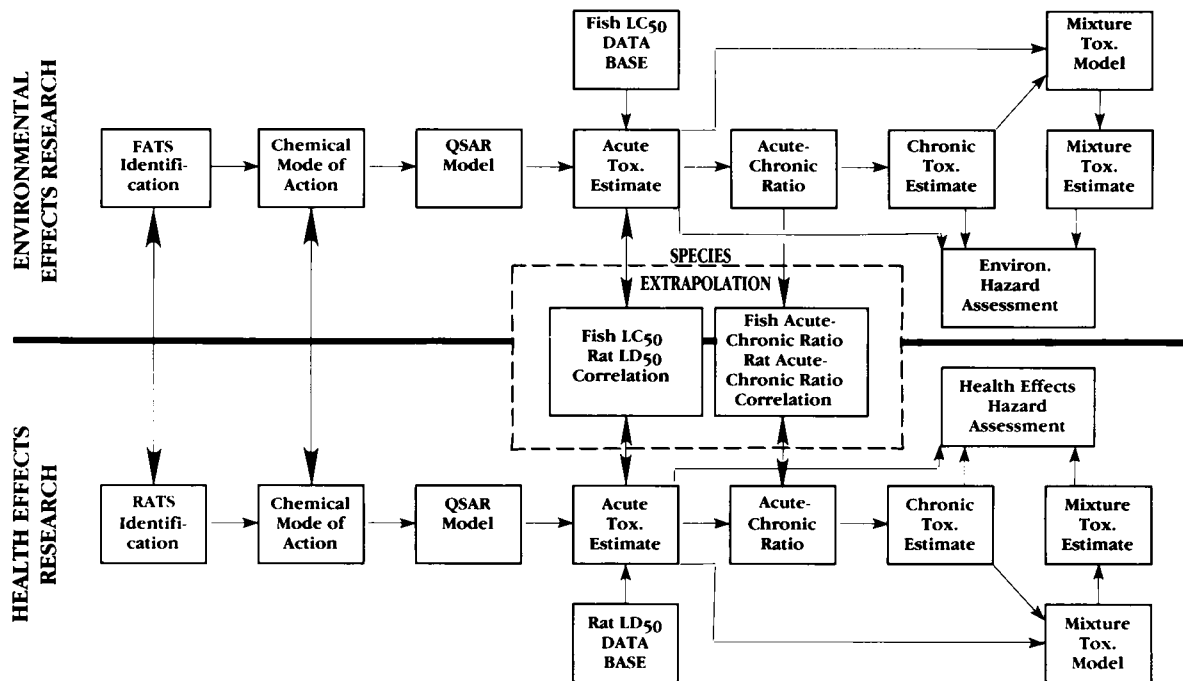 ENVIRONMENTAL
EFFECTS RESEARCH
Fish LC50
DATA
BASE
Mixture
Tox.
Model
FATS
Identifi-
cation
Chemical
Mode of
Action
QSAR
Model
Acute
Tox.
Estimate
Acute-
Chronic
Ratio
Chronic
Tox.
Estimate
Mixture
Tox.
Estimate
Environ.
Hazard
Assessment
SPECIES
EXTRAPOLATION
Fish LC50
Rat LD50
Correlation
Fish Acute-
Chronic Ratio
Rat Acute-
Chronic Ratio
Correlation
HEALTH EFFECTS
RESEARCH
Health Effects
Hazard
Assessment
RATS
Identifi-
cation
Chemical
Mode of
Action
QSAR
Model
Acute
Tox.
Estimate
Acute-
Chronic
Ratio
Chronic
Tox.
Estimate
Mixture
Tox.
Estimate
Rat LD50
DATA
BASE
Mixture
Tox.
Model